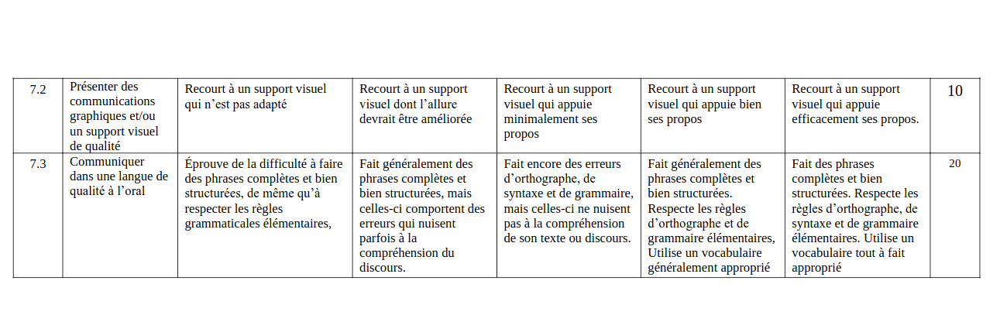 7.2
Présenter des
communications
graphiques et/ou
un support visuel
de qualité
Recourt à un support visuel
qui n’est pas adapté
Recourt à un support
visuel dont l’allure
devrait être améliorée
Recourt à un support
visuel qui appuie
minimalement ses
propos
Recourt à un support
visuel qui appuie bien
ses propos
Recourt à un support
visuel qui appuie
efficacement ses propos.
10
7.3
Communiquer
dans une langue de
qualité à l’oral
Éprouve de la difficulté à faire
des phrases complètes et bien
structurées, de même qu’à
respecter les règles
grammaticales élémentaires,
Fait généralement des
phrases complètes et
bien structurées, mais
celles-ci comportent des
erreurs qui nuisent
parfois à la
compréhension du
discours.
Fait encore des erreurs
d’orthographe, de
syntaxe et de grammaire,
mais celles-ci ne nuisent
pas à la compréhension
de son texte ou discours.
Fait généralement des
phrases complètes et
bien structurées.
Respecte les règles
d’orthographe et de
grammaire élémentaires,
Utilise un vocabulaire
généralement approprié
Fait des phrases
complètes et bien
structurées. Respecte les
règles d’orthographe, de
syntaxe et de grammaire
élémentaires. Utilise un
vocabulaire tout à fait
approprié
20